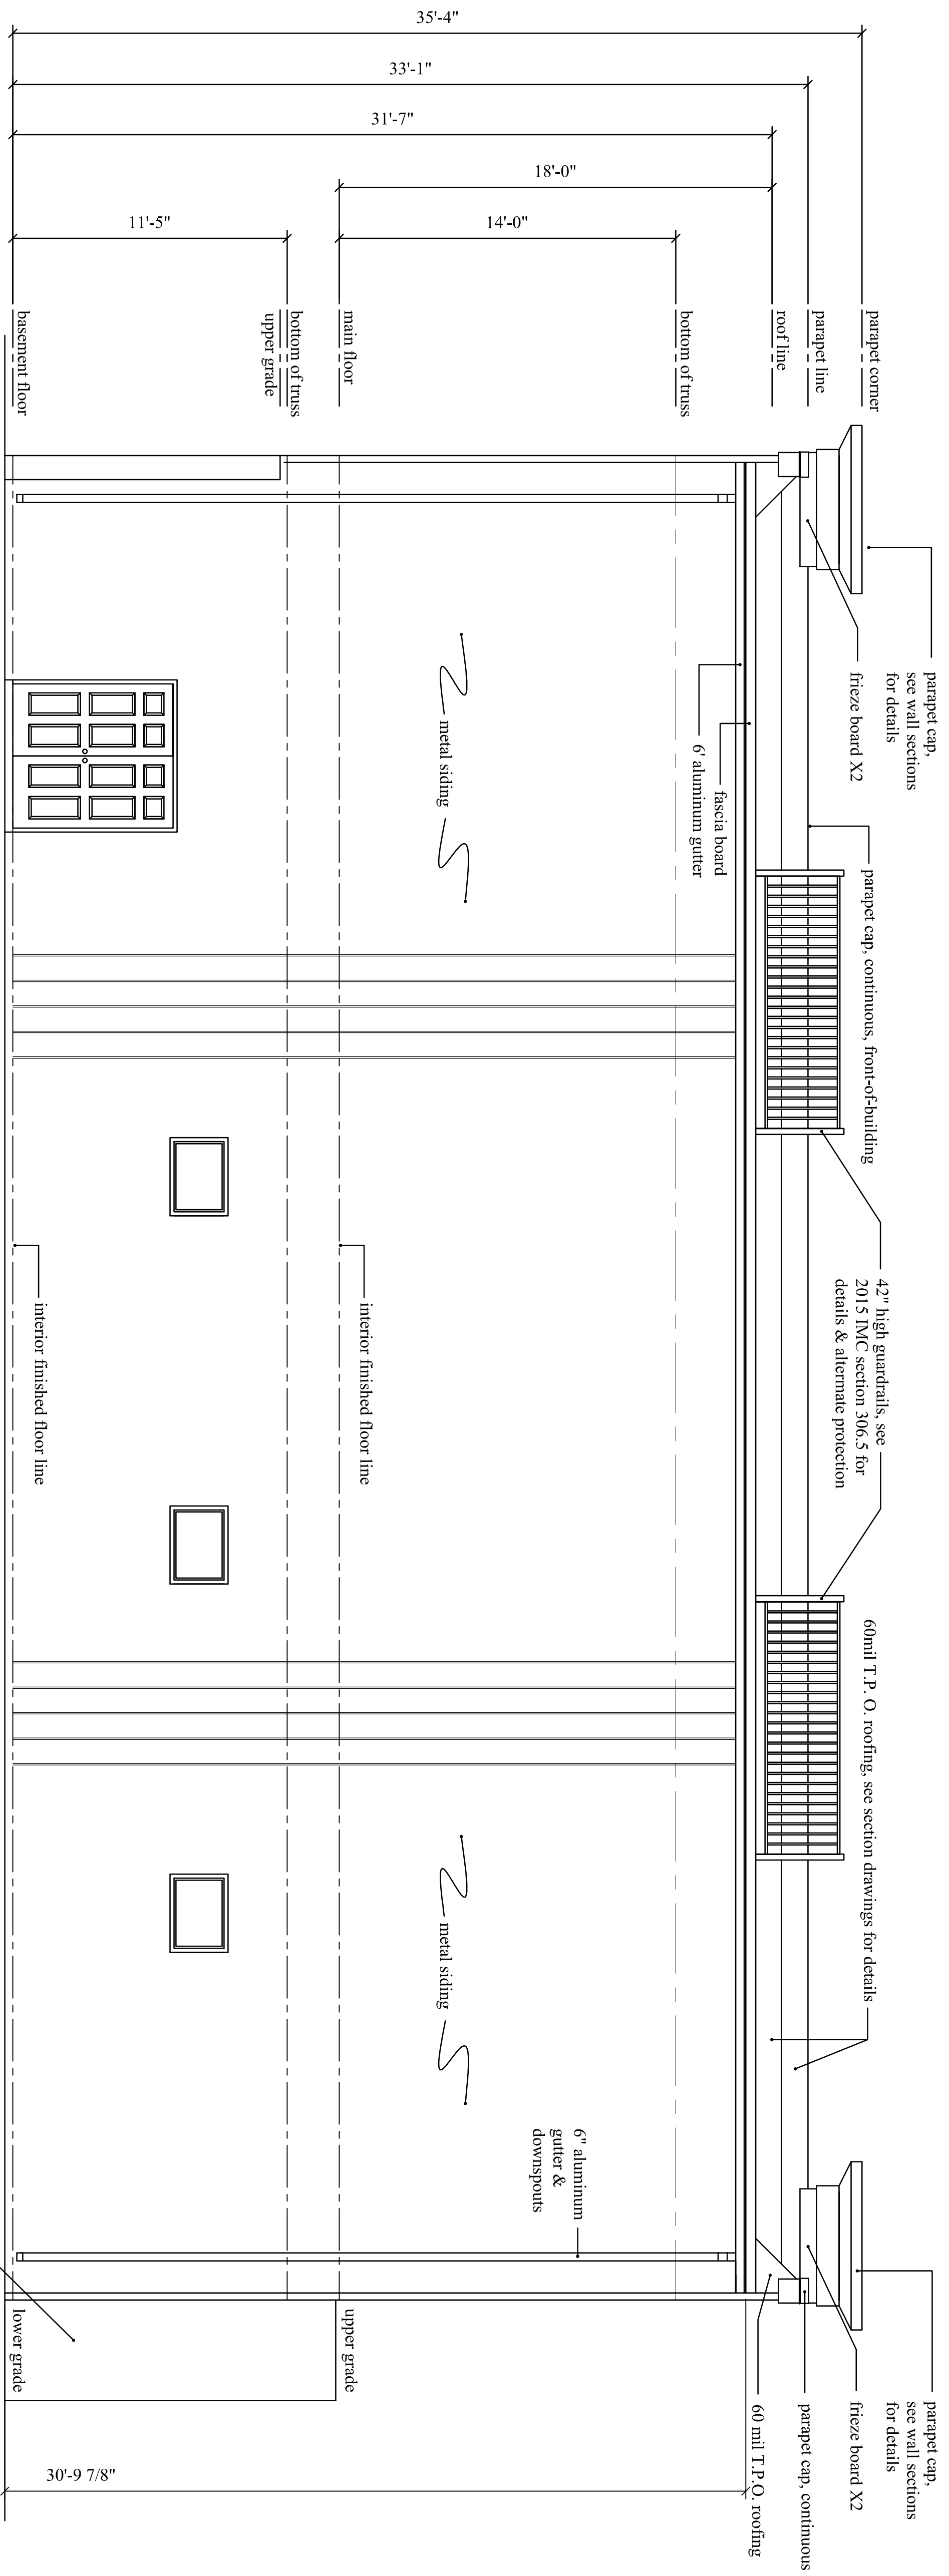 35'-4"
33'-1"
31'-7"
18'-0"
14'-0"
11'-5"
parapet corner
parapet line
roof line
bottom of truss
main floor
bottom of truss
upper grade
basement floor
parapet cap,
see wall sections
for details
frieze board X2
fascia board
6' aluminum gutter
metal siding
parapet cap, continuous, front-of-building
42" high guardrails, see
2015 IMC section 306.5 for
details & alternate protection
interior finished floor line
interior finished floor line
60mil T.P. O. roofing, see section drawings for details
metal siding
6" aluminum
gutter &
downspouts
parapet cap,
see wall sections
for details
frieze board X2
parapet cap, continuous
60 mil T.P.O. roofing
upper grade
lower grade
30'-9 7/8"